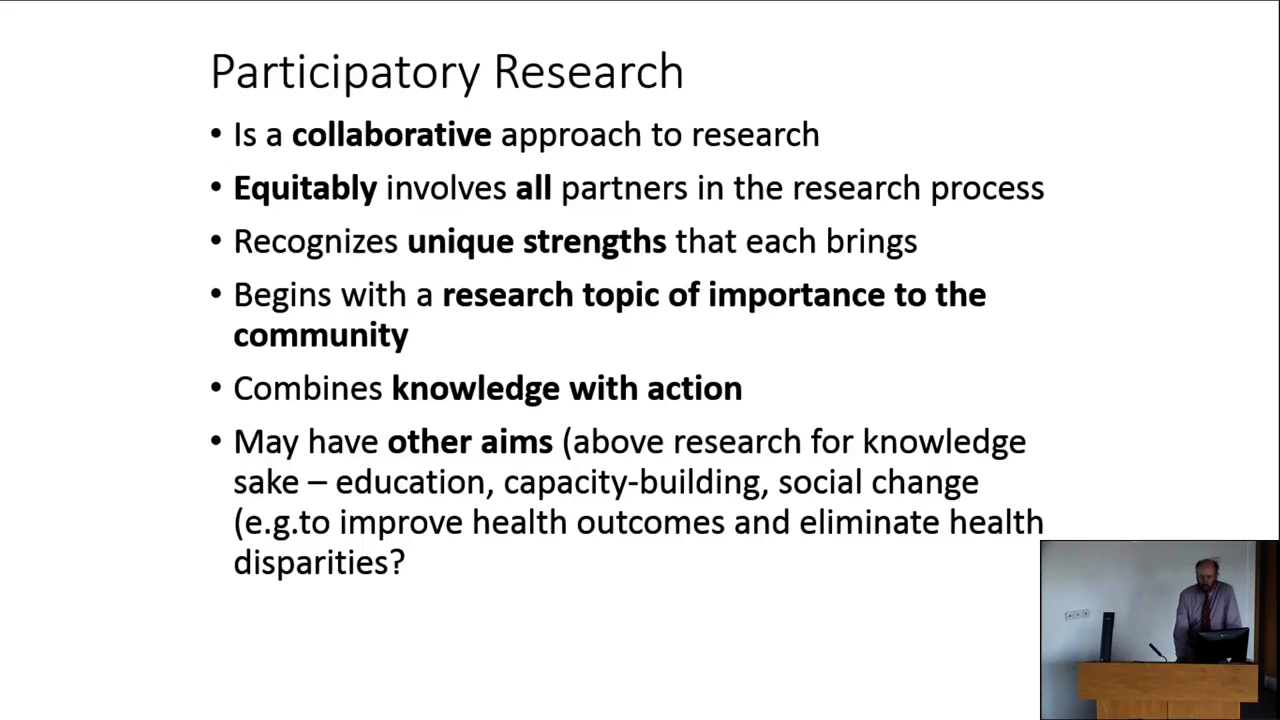 Participatory Research
• Is a collaborative approach to research
• Equitably involves all partners in the research process
• Recognizes unique strengths that each brings
• Begins with a research topic of importance to the
community
• Combines knowledge with action
• May have other aims (above research for knowledge
sake – education, capacity-building, social change
(e.g.to improve health outcomes and eliminate health
disparities?